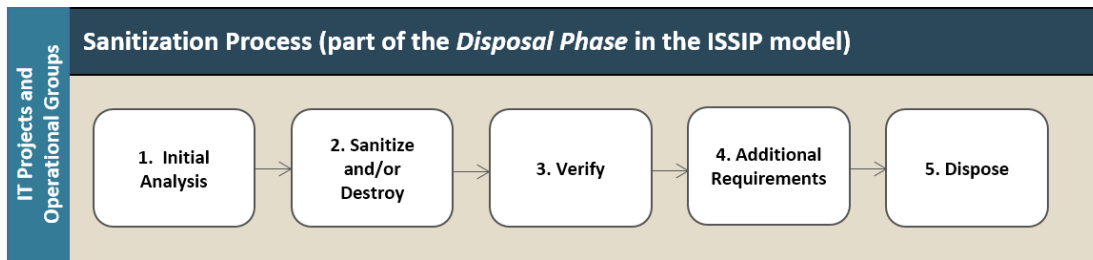 IT Projects and
Operational Groups
Sanitization Process (part of the Disposal Phase in the ISSIP model)
1. Initial
Analysis
2. Sanitize
and/or
Destroy
3. Verify
4. Additional
Requirements
5. Dispose